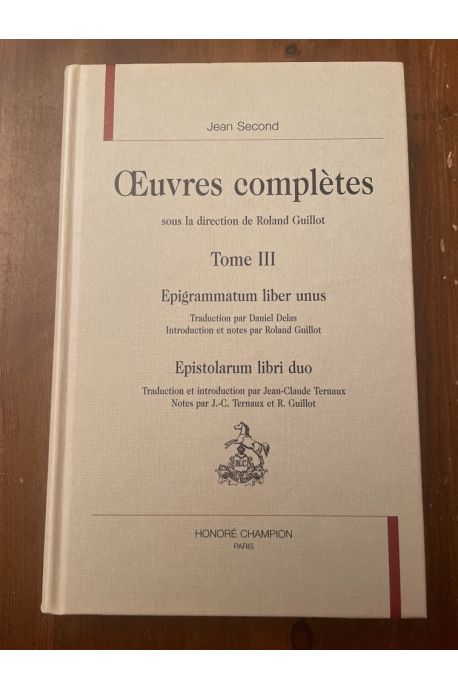 Jean Second
Œuvres complètes
sous la direction de Roland Guillot
Tome III
Epigrammatum liber unus
Traduction par Daniel Delas
Introduction et notes par Roland Guillot
Epistolarum libri duo
Traduction et introduction par Jean-Claude Ternaux
Notes par J.-C. Ternaux et R. Guillot
HONORÉ CHAMPION
PARIS